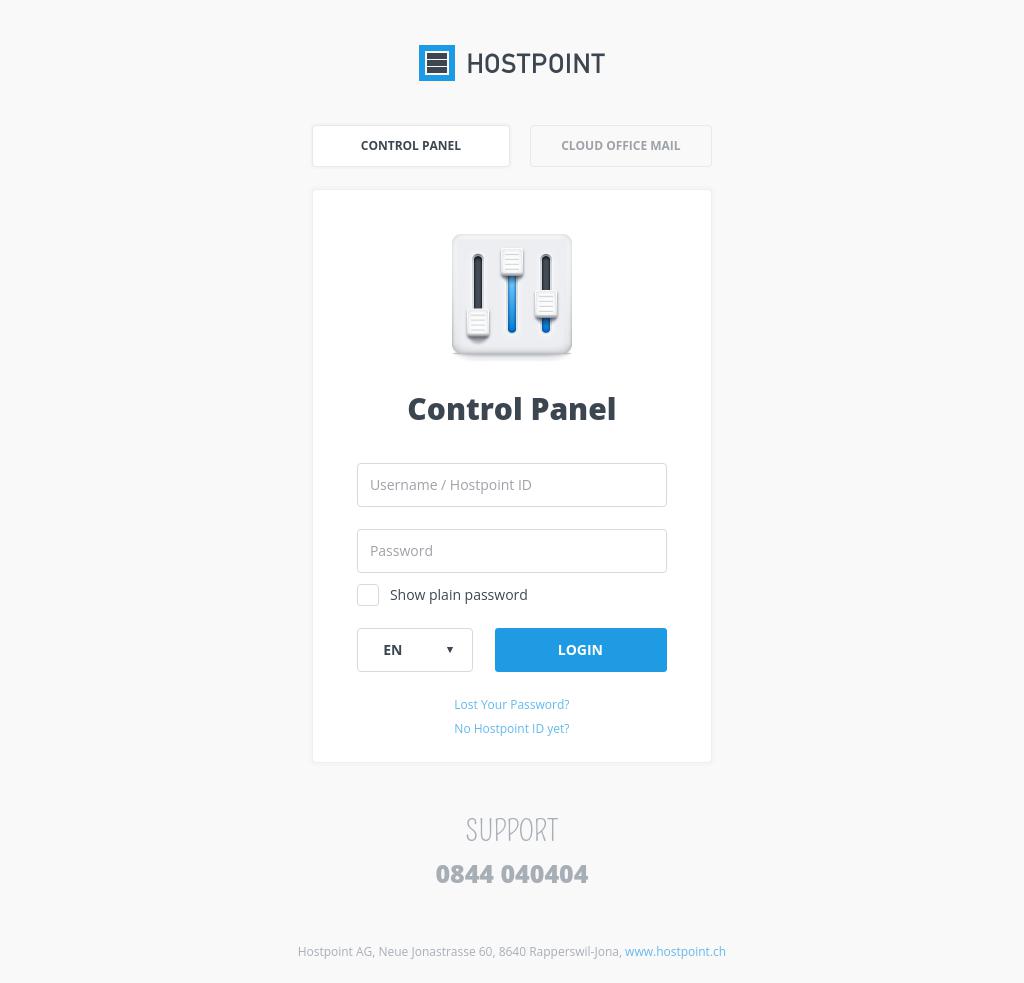 HOSTPOINT
CONTROL PANEL
CLOUD OFFICE MAIL
Control Panel
Username / Hostpoint ID
Password
Show plain password
EN
LOGIN
Lost Your Password?
No Hostpoint ID yet?
SUPPORT
0844 040404
Hostpoint AG, Neue Jonastrasse 60, 8640 Rapperswil-Jona, www.hostpoint.ch